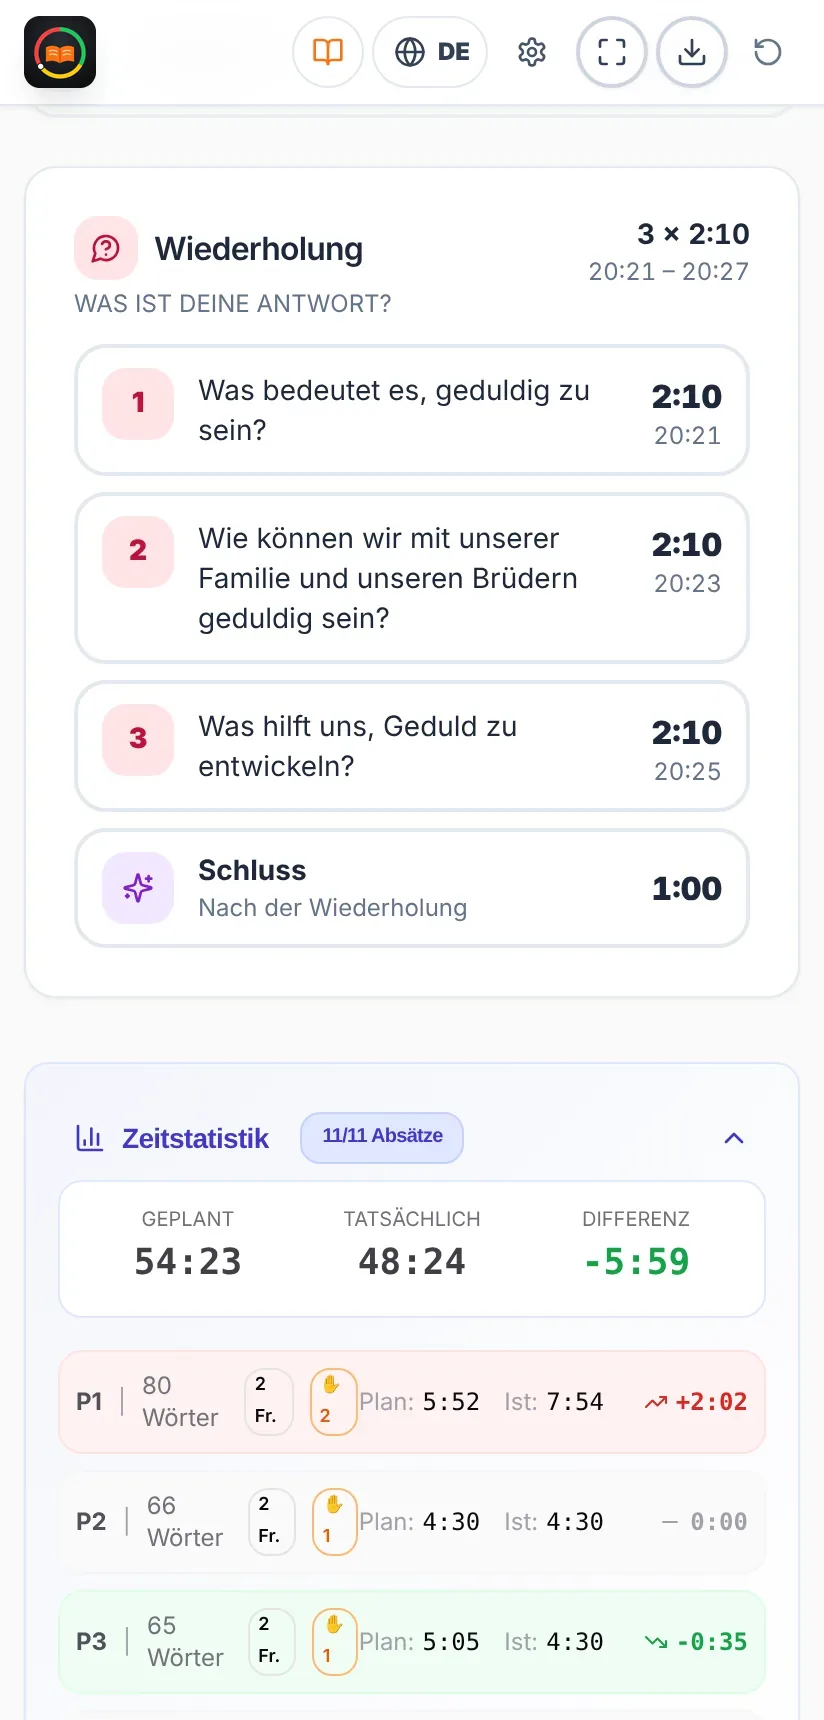 DE
Wiederholung
3 × 2:10
20:21 – 20:27
WAS IST DEINE ANTWORT?
1
Was bedeutet es, geduldig zu
sein?
2:10
20:21
2
Wie können wir mit unserer
Familie und unseren Brüdern
geduldig sein?
2:10
20:23
3
Was hilft uns, Geduld zu
entwickeln?
2:10
20:25
Schluss
Nach der Wiederholung
1:00
Zeitstatistik
11/11 Absätze
GEPLANT
54:23
TATSÄCHLICH
48:24
DIFFERENZ
-5:59
P1
80
Wörter
2
Fr.
✋
2
Plan: 5:52
Ist: 7:54
+2:02
P2
66
Wörter
2
Fr.
✋
1
Plan: 4:30
Ist: 4:30
— 0:00
P3
65
Wörter
2
Fr.
✋
1
Plan: 5:05
Ist: 4:30
-0:35